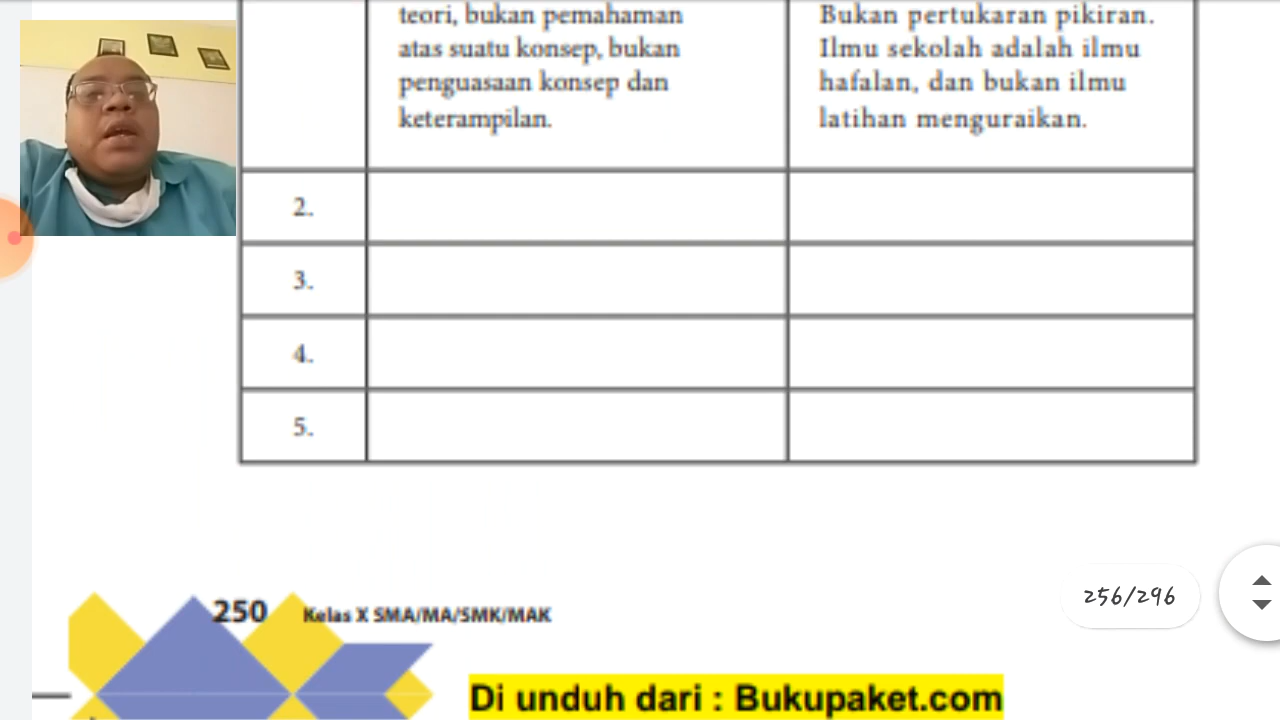 teori, bukan pemahaman
atas suatu konsep, bukan
penguasaan konsep dan
keterampilan.
Bukan pertukaran pikiran.
Ilmu sekolah adalah ilmu
hafalan, dan bukan ilmu
latihan menguraikan.
2.
3.
4.
5.
256/296
250 Kelas X SMA/MA/SMK/MAK
Di unduh dari : Bukupaket.com